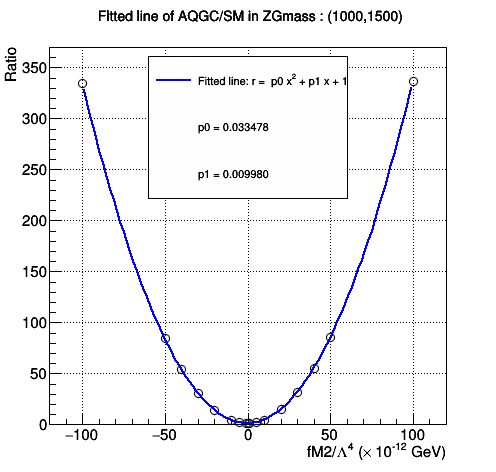 FItted line of AQGC/SM in ZGmass : (1000,1500)
Ratio
350
300
250
200
150
100
50
0
Fitted line: r = p0 x² + p1 x + 1
p0 = 0.033478
p1 = 0.009980
−100 −50 0 50 100
fM2/Λ⁴ (× 10⁻¹² GeV)